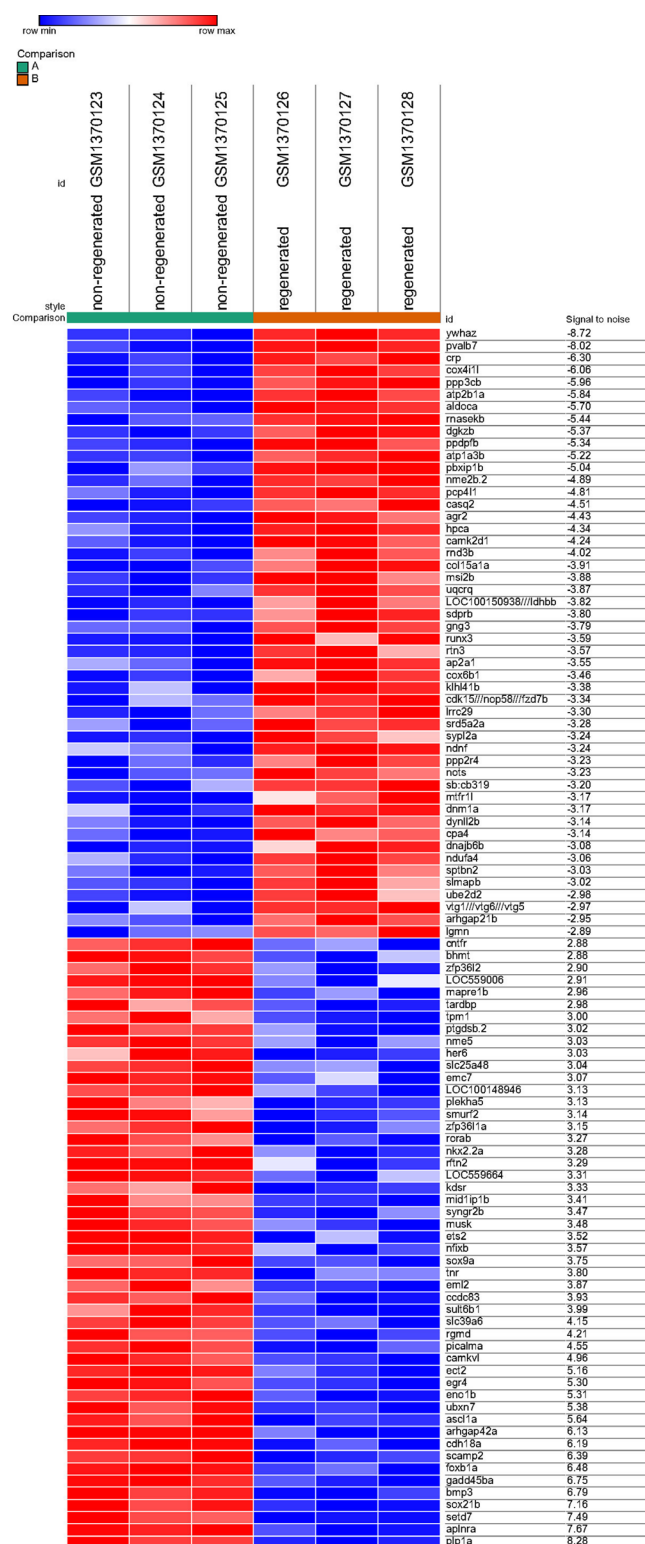 row min row max
Comparison
A
B
id
non-regenerated GSM1370123
non-regenerated GSM1370124
non-regenerated GSM1370125
regenerated GSM1370126
regenerated GSM1370127
regenerated GSM1370128
style
Comparison
id Signal to noise
ywhaz -8.72
pvalb7 -8.02
crp -6.30
cox4i1l -6.06
ppp3cb -5.96
atp2b1a -5.84
aldoca -5.70
rnasekb -5.44
dgkzb -5.37
ppdpfb -5.34
atp1a3b -5.22
pbxip1b -5.04
nme2b.2 -4.89
pcp4l1 -4.81
casq2 -4.51
agr2 -4.43
hpca -4.34
camk2d1 -4.24
rnd3b -4.02
col15a1a -3.91
msi2b -3.88
uqcrq -3.87
LOC100150938///ldhbb -3.82
sdprb -3.80
gng3 -3.79
runx3 -3.59
rtn3 -3.57
ap2a1 -3.55
cox6b1 -3.46
klhl41b -3.38
cdk15///nop58///fzd7b -3.34
lrrc29 -3.30
srd5a2a -3.28
sypl2a -3.24
ndnf -3.24
ppp2r4 -3.23
nots -3.23
sb:cb319 -3.20
mtfr1l -3.17
dnm1a -3.17
dynll2b -3.14
cpa4 -3.14
dnajb6b -3.08
ndufa4 -3.06
sptbn2 -3.03
slmapb -3.02
ube2d2 -2.98
vtg1///vtg6///vtg5 -2.97
arhgap21b -2.95
lgmn -2.89
cntfr 2.88
bhmt 2.88
zfp36l2 2.90
LOC559006 2.91
mapre1b 2.96
tardbp 2.98
tpm1 3.00
ptgdsb.2 3.02
nme5 3.03
her6 3.03
slc25a48 3.04
emc7 3.07
LOC100148946 3.13
plekha5 3.13
smurf2 3.14
zfp36l1a 3.15
rorab 3.27
nkx2.2a 3.28
rftn2 3.29
LOC559664 3.31
kdsr 3.33
mid1ip1b 3.41
syngr2b 3.47
musk 3.48
ets2 3.52
nfixb 3.57
sox9a 3.75
tnr 3.80
eml2 3.87
ccdc83 3.93
sult6b1 3.99
slc39a6 4.15
rgmd 4.21
picalma 4.55
camkvl 4.96
ect2 5.16
egr4 5.30
eno1b 5.31
ubxn7 5.38
ascl1a 5.64
arhgap42a 6.13
cdh18a 6.19
scamp2 6.39
foxb1a 6.48
gadd45ba 6.75
bmp3 6.79
sox21b 7.16
setd7 7.49
aplnra 7.67
plp1a 8.28